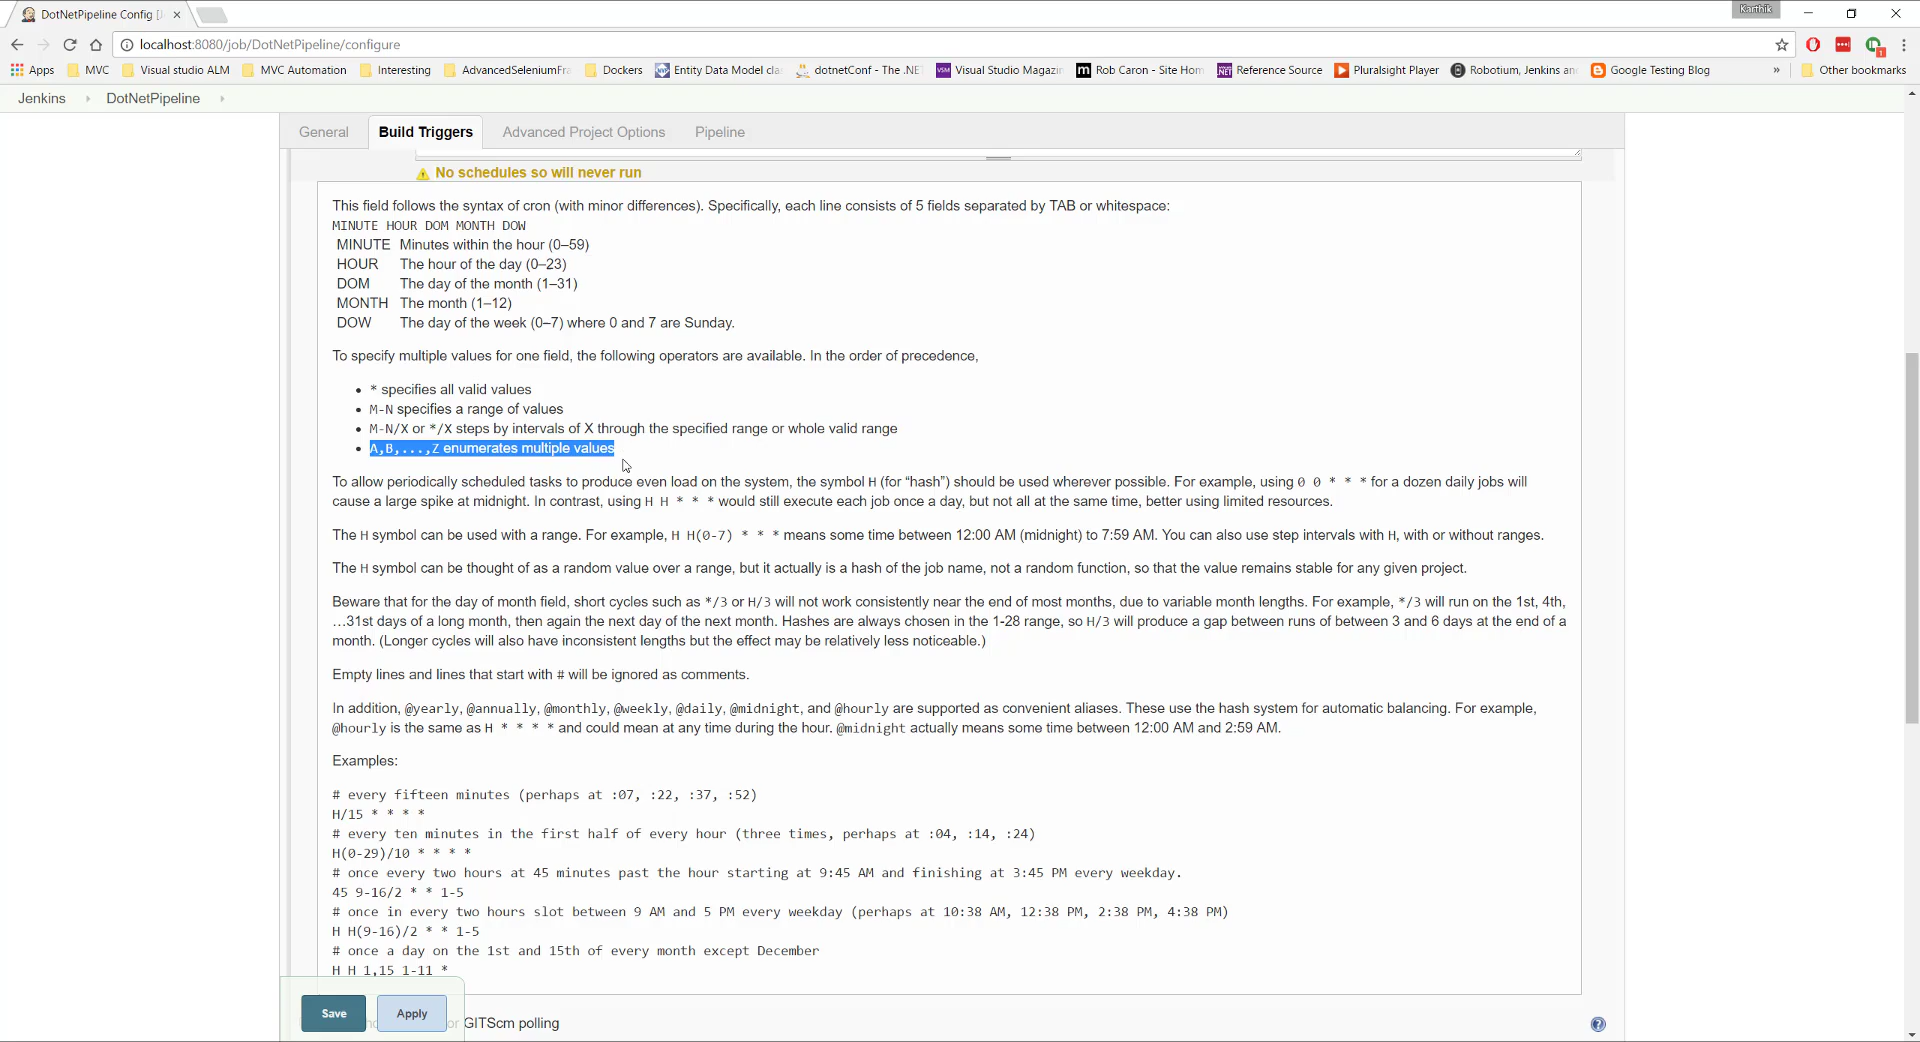 DotNetPipeline Config [J
Karthik
localhost:8080/job/DotNetPipeline/configure
Apps MVC Visual studio ALM MVC Automation Interesting AdvancedSeleniumFra Dockers Entity Data Model cla dotnetConf - The .NE Visual Studio Magazin Rob Caron - Site Hom Reference Source Pluralsight Player Robotium, Jenkins an Google Testing Blog » Other bookmarks
Jenkins DotNetPipeline
General Build Triggers Advanced Project Options Pipeline
No schedules so will never run
This field follows the syntax of cron (with minor differences). Specifically, each line consists of 5 fields separated by TAB or whitespace:
MINUTE HOUR DOM MONTH DOW
MINUTE Minutes within the hour (0–59)
HOUR The hour of the day (0–23)
DOM The day of the month (1–31)
MONTH The month (1–12)
DOW The day of the week (0–7) where 0 and 7 are Sunday.
To specify multiple values for one field, the following operators are available. In the order of precedence,
• * specifies all valid values
• M-N specifies a range of values
• M-N/X or */X steps by intervals of X through the specified range or whole valid range
• A,B,...,Z enumerates multiple values
To allow periodically scheduled tasks to produce even load on the system, the symbol H (for “hash”) should be used wherever possible. For example, using 0 0 * * * for a dozen daily jobs will
cause a large spike at midnight. In contrast, using H H * * * would still execute each job once a day, but not all at the same time, better using limited resources.
The H symbol can be used with a range. For example, H H(0-7) * * * means some time between 12:00 AM (midnight) to 7:59 AM. You can also use step intervals with H, with or without ranges.
The H symbol can be thought of as a random value over a range, but it actually is a hash of the job name, not a random function, so that the value remains stable for any given project.
Beware that for the day of month field, short cycles such as */3 or H/3 will not work consistently near the end of most months, due to variable month lengths. For example, */3 will run on the 1st, 4th,
…31st days of a long month, then again the next day of the next month. Hashes are always chosen in the 1-28 range, so H/3 will produce a gap between runs of between 3 and 6 days at the end of a
month. (Longer cycles will also have inconsistent lengths but the effect may be relatively less noticeable.)
Empty lines and lines that start with # will be ignored as comments.
In addition, @yearly, @annually, @monthly, @weekly, @daily, @midnight, and @hourly are supported as convenient aliases. These use the hash system for automatic balancing. For example,
@hourly is the same as H * * * * and could mean at any time during the hour. @midnight actually means some time between 12:00 AM and 2:59 AM.
Examples:
# every fifteen minutes (perhaps at :07, :22, :37, :52)
H/15 * * * *
# every ten minutes in the first half of every hour (three times, perhaps at :04, :14, :24)
H(0-29)/10 * * * *
# once every two hours at 45 minutes past the hour starting at 9:45 AM and finishing at 3:45 PM every weekday.
45 9-16/2 * * 1-5
# once in every two hours slot between 9 AM and 5 PM every weekday (perhaps at 10:38 AM, 12:38 PM, 2:38 PM, 4:38 PM)
H H(9-16)/2 * * 1-5
# once a day on the 1st and 15th of every month except December
H H 1,15 1-11 *
Save Apply or GITScm polling